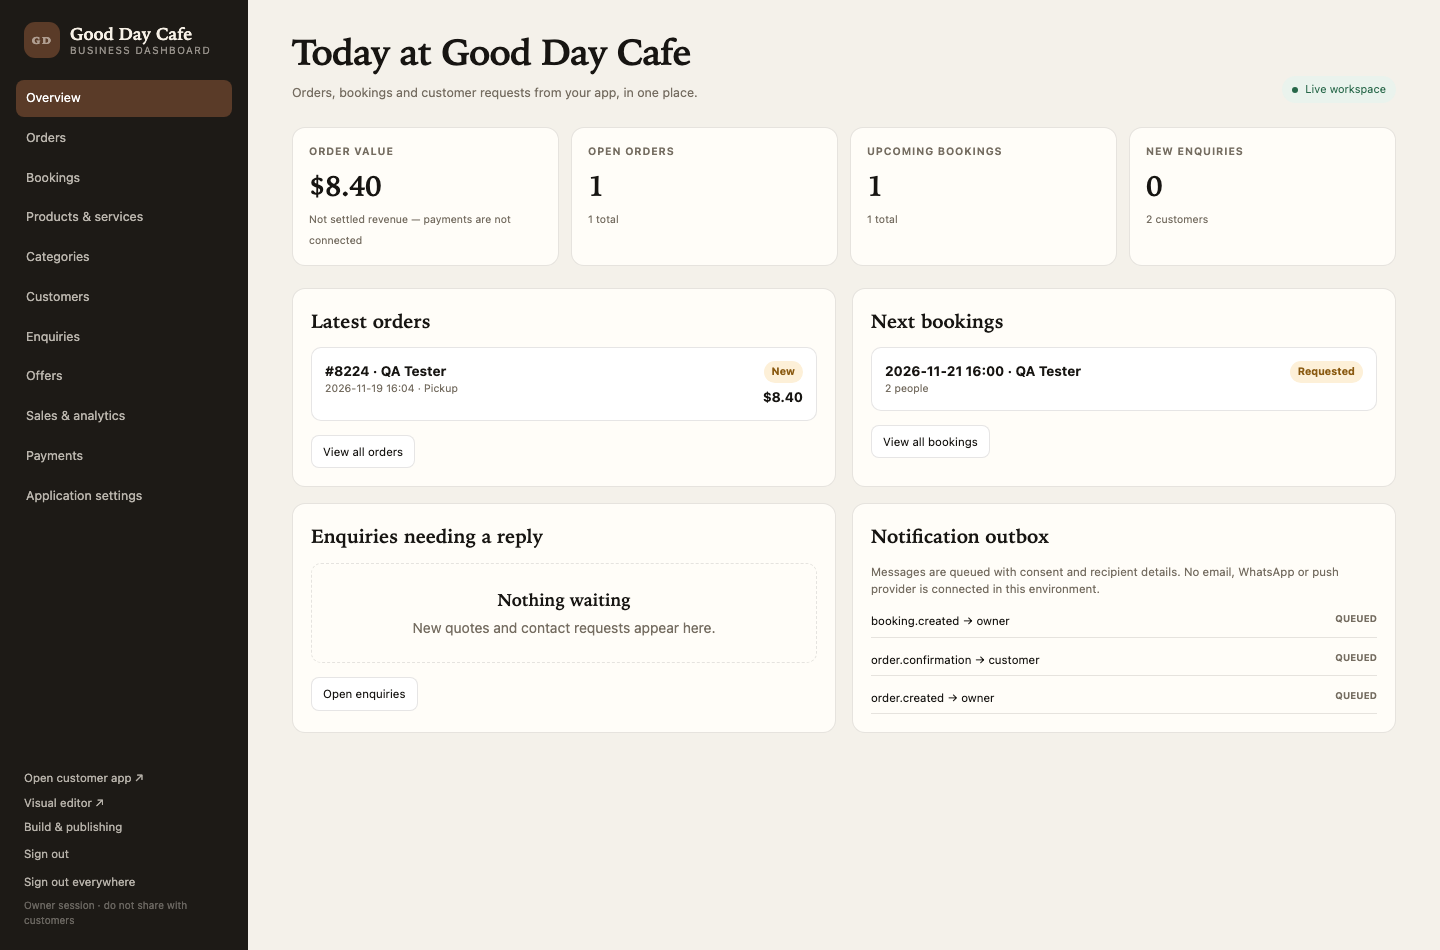 GD
Good Day Cafe
BUSINESS DASHBOARD
Overview
Orders
Bookings
Products & services
Categories
Customers
Enquiries
Offers
Sales & analytics
Payments
Application settings
Open customer app ↗
Visual editor ↗
Build & publishing
Sign out
Sign out everywhere
Owner session · do not share with
customers
Today at Good Day Cafe
Orders, bookings and customer requests from your app, in one place.
Live workspace
ORDER VALUE
$8.40
Not settled revenue — payments are not
connected
OPEN ORDERS
1
1 total
UPCOMING BOOKINGS
1
1 total
NEW ENQUIRIES
0
2 customers
Latest orders
#8224 · QA Tester
2026-11-19 16:04 · Pickup
New
$8.40
View all orders
Next bookings
2026-11-21 16:00 · QA Tester
2 people
Requested
View all bookings
Enquiries needing a reply
Nothing waiting
New quotes and contact requests appear here.
Open enquiries
Notification outbox
Messages are queued with consent and recipient details. No email, WhatsApp or push
provider is connected in this environment.
booking.created → owner QUEUED
order.confirmation → customer QUEUED
order.created → owner QUEUED